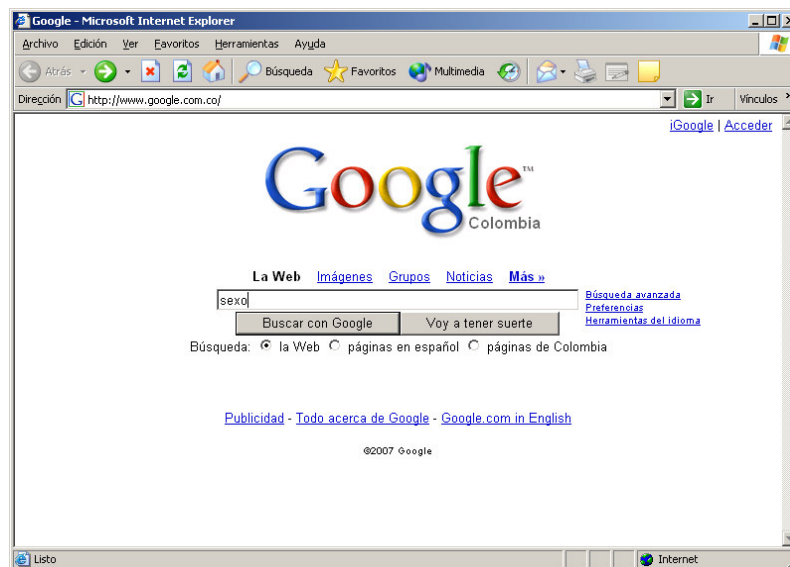 Google - Microsoft Internet Explorer
Archivo Edición Ver Favoritos Herramientas Ayuda
Atrás Búsqueda Favoritos Multimedia
Dirección http://www.google.com.co/ Ir Vínculos »
iGoogle | Acceder
Google™
Colombia
La Web Imágenes Grupos Noticias Más »
sexo
Búsqueda avanzada
Preferencias
Herramientas del idioma
Buscar con Google Voy a tener suerte
Búsqueda: la Web páginas en español páginas de Colombia
Publicidad - Todo acerca de Google - Google.com in English
©2007 Google
Listo Internet